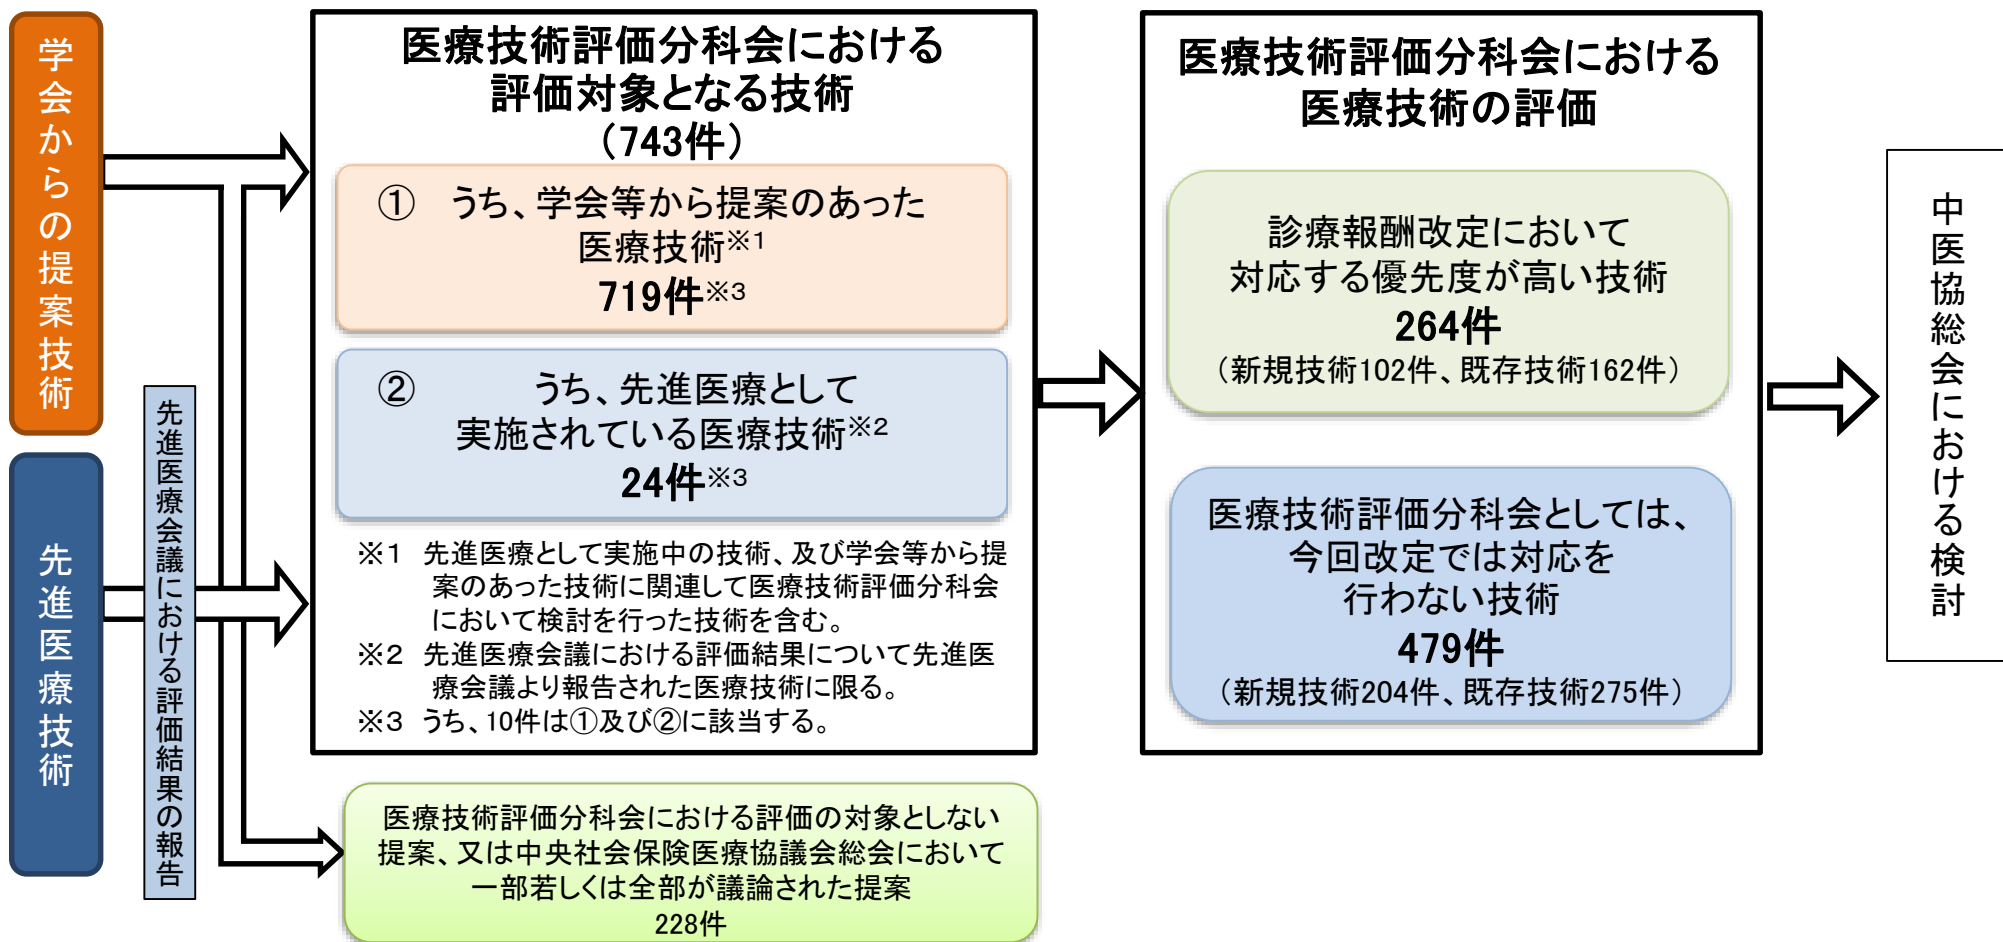 学会からの提案技術
先進医療技術
先進医療会議における評価結果の報告
医療技術評価分科会における
評価対象となる技術
（743件）
① うち、学会等から提案のあった
医療技術※1
719件※3
② うち、先進医療として
実施されている医療技術※2
24件※3
※1 先進医療として実施中の技術、及び学会等から提
案のあった技術に関連して医療技術評価分科会
において検討を行った技術を含む。
※2 先進医療会議における評価結果について先進医
療会議より報告された医療技術に限る。
※3 うち、10件は①及び②に該当する。
医療技術評価分科会における評価の対象としない
提案、又は中央社会保険医療協議会総会において
一部若しくは全部が議論された提案
228件
医療技術評価分科会における
医療技術の評価
診療報酬改定において
対応する優先度が高い技術
264件
（新規技術102件、既存技術162件）
医療技術評価分科会としては、
今回改定では対応を
行わない技術
479件
（新規技術204件、既存技術275件）
中医協総会における検討